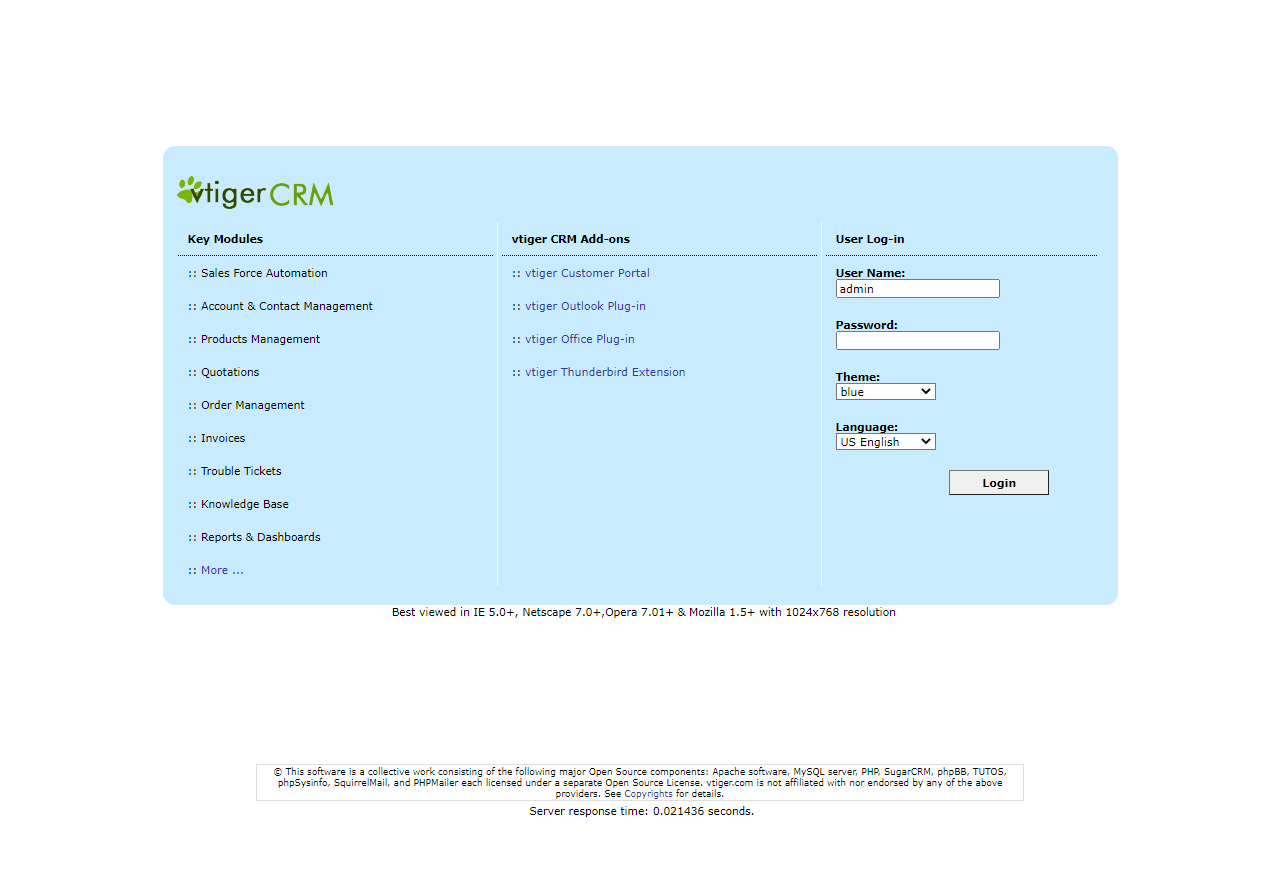 vtiger CRM
Key Modules
:: Sales Force Automation
:: Account & Contact Management
:: Products Management
:: Quotations
:: Order Management
:: Invoices
:: Trouble Tickets
:: Knowledge Base
:: Reports & Dashboards
:: More ...
vtiger CRM Add-ons
:: vtiger Customer Portal
:: vtiger Outlook Plug-in
:: vtiger Office Plug-in
:: vtiger Thunderbird Extension
User Log-in
User Name:
admin
Password:
Theme:
blue
Language:
US English
Login
Best viewed in IE 5.0+, Netscape 7.0+,Opera 7.01+ & Mozilla 1.5+ with 1024x768 resolution
© This software is a collective work consisting of the following major Open Source components: Apache software, MySQL server, PHP, SugarCRM, phpBB, TUTOS,
phpSysinfo, SquirrelMail, and PHPMailer each licensed under a separate Open Source License. vtiger.com is not affiliated with nor endorsed by any of the above
providers. See Copyrights for details.
Server response time: 0.021436 seconds.